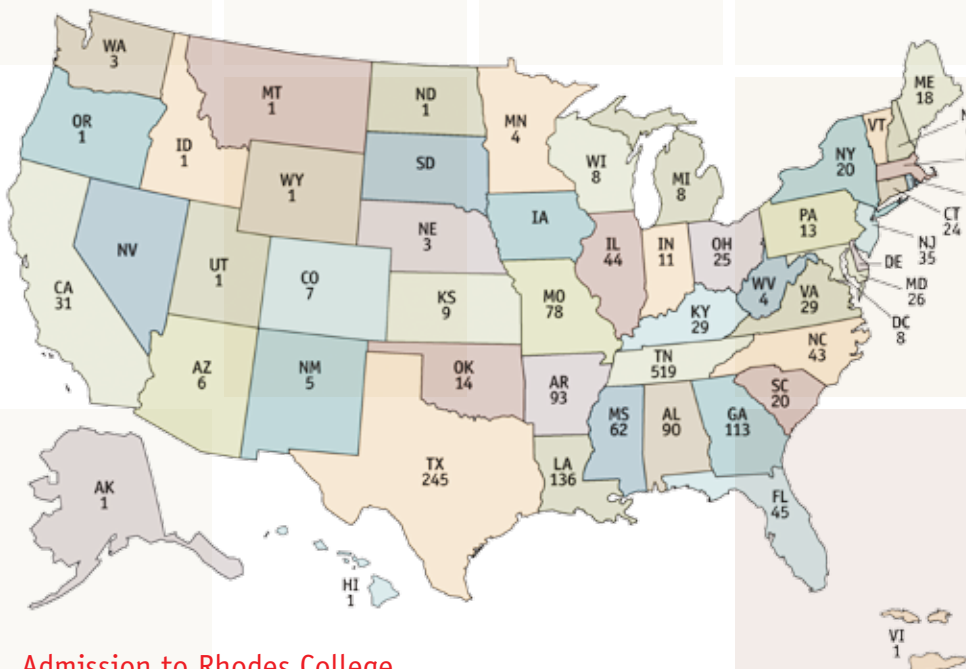 WA
3
MT
1
ND
1
MN
4
ME
18
OR
1
ID
1
WY
1
SD
WI
8
MI
8
NY
20
VT
N
CT
24
NJ
35
PA
13
NV
UT
1
CO
7
NE
3
IA
IL
44
IN
11
OH
25
DE
MD
26
DC
8
WV
4
VA
29
CA
31
KS
9
MO
78
KY
29
NC
43
AZ
6
NM
5
OK
14
AR
93
TN
519
SC
20
MS
62
AL
90
GA
113
TX
245
LA
136
FL
45
AK
1
HI
1
VI
1
Admission to Rhodes College